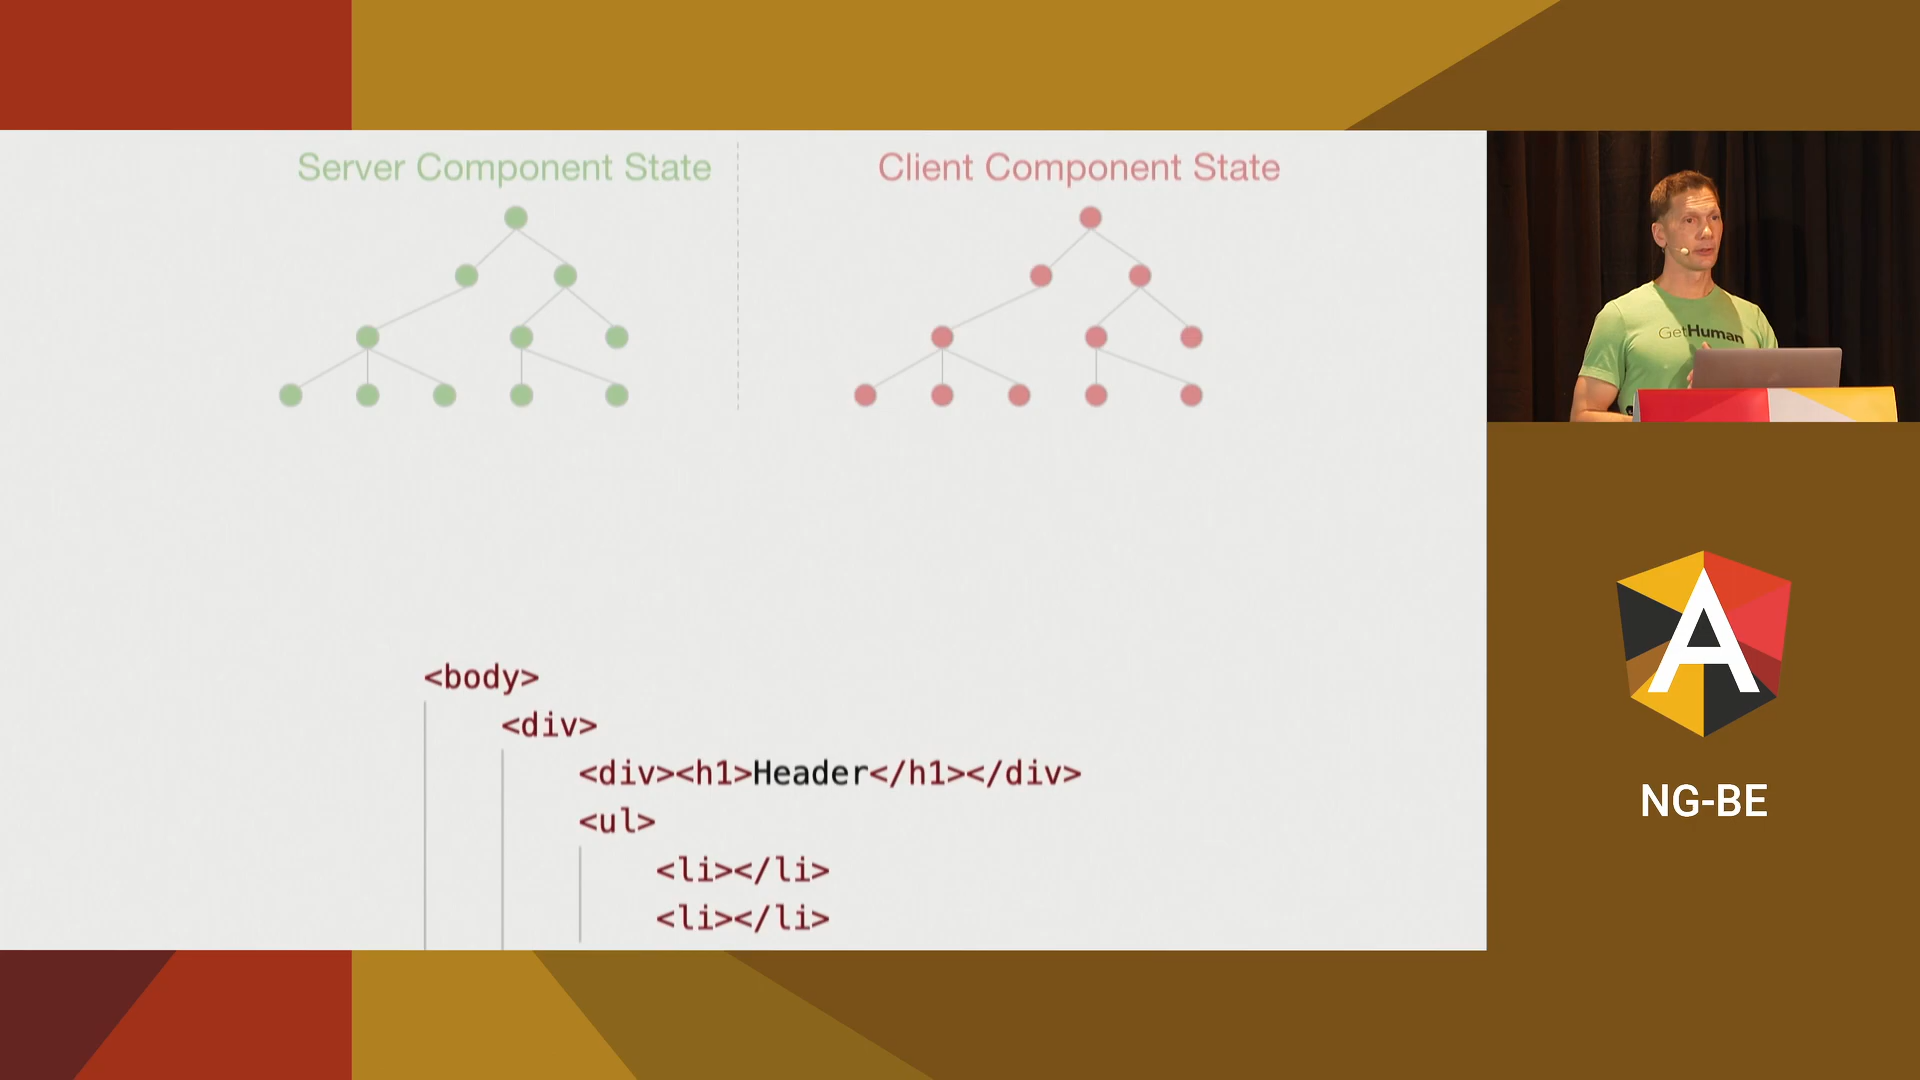 Server Component State
Client Component State
<body>
<div>
<div><h1>Header</h1></div>
<ul>
<li></li>
<li></li>
GetHuman
A
NG-BE